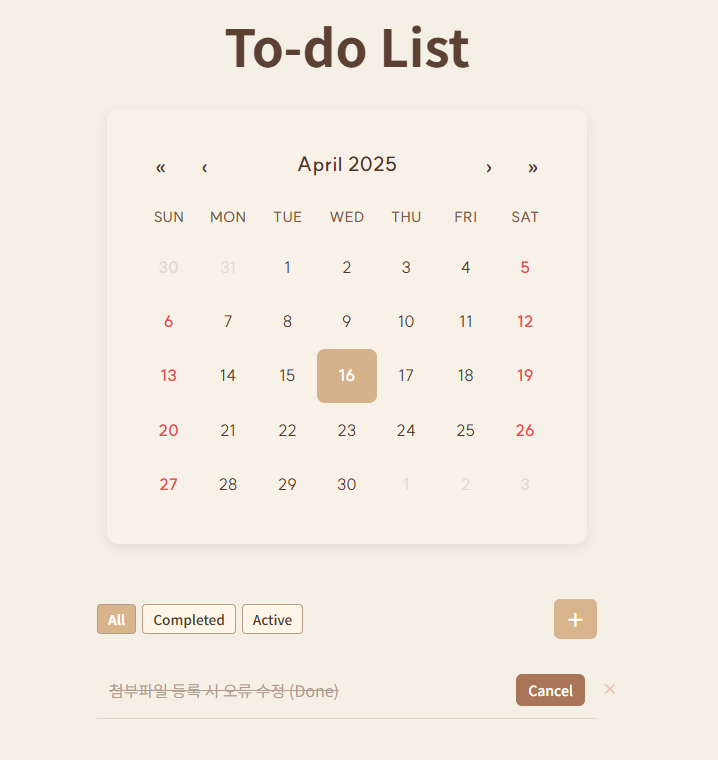 To-do List
« ‹ April 2025 › »
SUN MON TUE WED THU FRI SAT
30 31 1 2 3 4 5
6 7 8 9 10 11 12
13 14 15 16 17 18 19
20 21 22 23 24 25 26
27 28 29 30 1 2 3
All Completed Active +
첨부파일 등록 시 오류 수정 (Done) Cancel ×